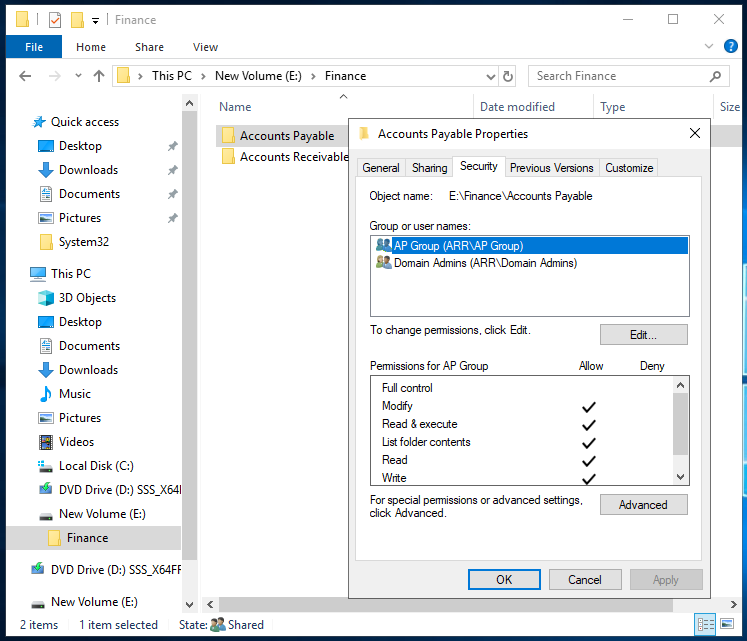 Finance
File
Home
Share
View
This PC
New Volume (E:)
Finance
Search Finance
Name
Date modified
Type
Size
Quick access
Desktop
Downloads
Documents
Pictures
System32
This PC
3D Objects
Desktop
Documents
Downloads
Music
Pictures
Videos
Local Disk (C:)
DVD Drive (D:) SSS_X64F
New Volume (E:)
Finance
DVD Drive (D:) SSS_X64FR
New Volume (E:)
Accounts Payable
Accounts Receivable
Accounts Payable Properties
General
Sharing
Security
Previous Versions
Customize
Object name: E:\Finance\Accounts Payable
Group or user names:
AP Group (ARR\AP Group)
Domain Admins (ARR\Domain Admins)
To change permissions, click Edit.
Edit...
Permissions for AP Group
Allow
Deny
Full control
Modify
Read & execute
List folder contents
Read
Write
For special permissions or advanced settings,
click Advanced.
Advanced
OK
Cancel
Apply
2 items
1 item selected
State: Shared